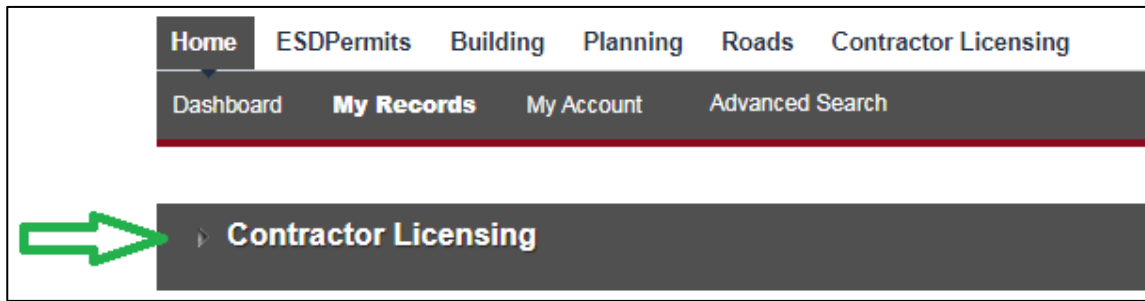 Home ESDPermits Building Planning Roads Contractor Licensing
Dashboard My Records My Account Advanced Search
Contractor Licensing